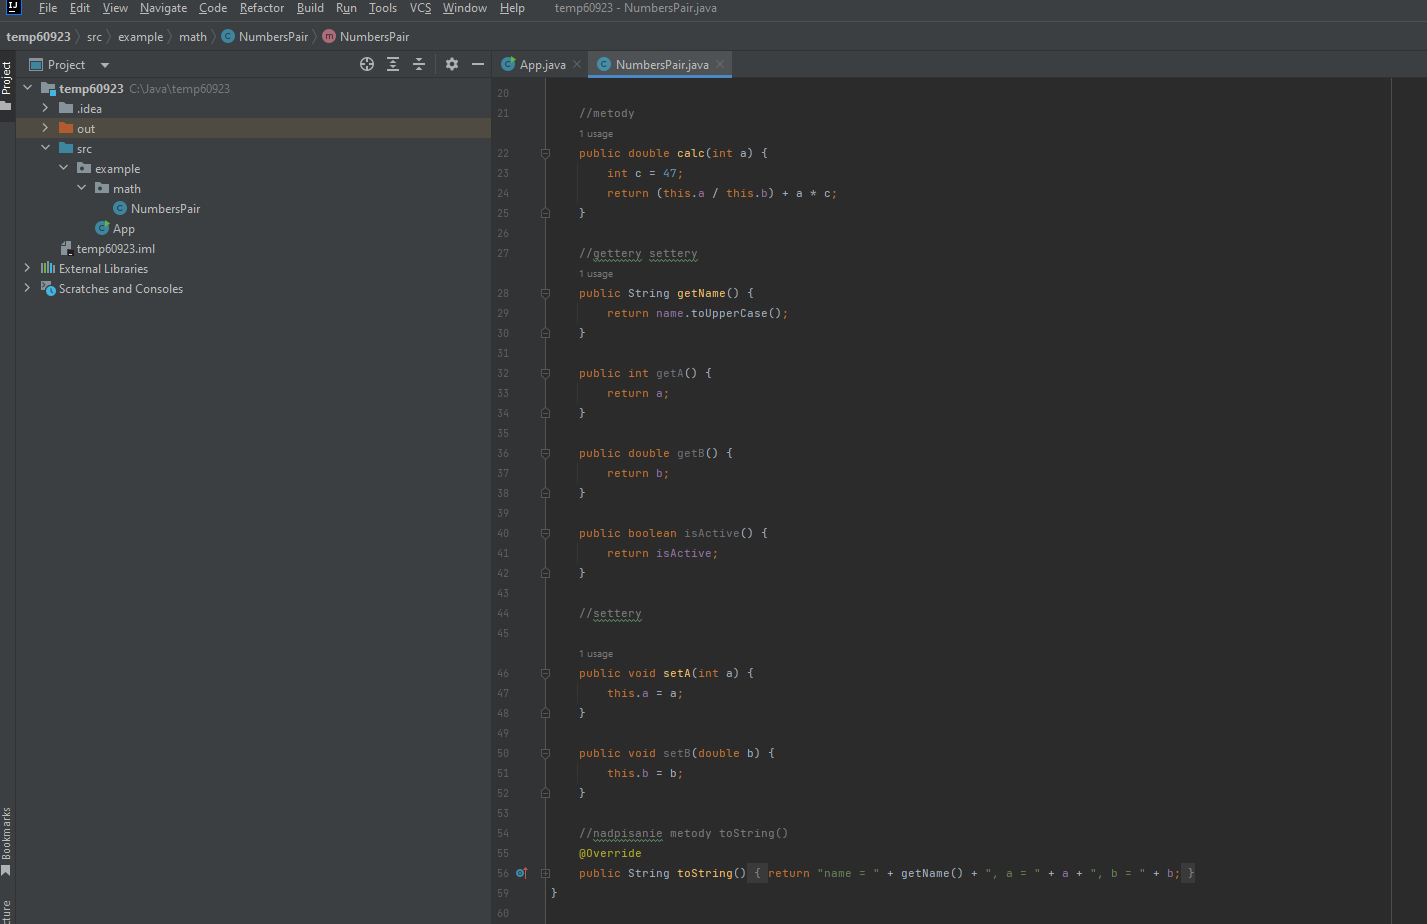 IJ File Edit View Navigate Code Refactor Build Run Tools VCS Window Help temp60923 - NumbersPair.java
temp60923 src example math NumbersPair NumbersPair
Project
Project
App.java
NumbersPair.java
temp60923 C:\Java\temp60923
.idea
out
src
example
math
NumbersPair
App
temp60923.iml
External Libraries
Scratches and Consoles
Bookmarks
20
21 //metody
1 usage
22 public double calc(int a) {
23 int c = 47;
24 return (this.a / this.b) + a * c;
25 }
26
27 //gettery settery
1 usage
28 public String getName() {
29 return name.toUpperCase();
30 }
31
32 public int getA() {
33 return a;
34 }
35
36 public double getB() {
37 return b;
38 }
39
40 public boolean isActive() {
41 return isActive;
42 }
43
44 //settery
45
1 usage
46 public void setA(int a) {
47 this.a = a;
48 }
49
50 public void setB(double b) {
51 this.b = b;
52 }
53
54 //nadpisanie metody toString()
55 @Override
56 public String toString() { return "name = " + getName() + ", a = " + a + ", b = " + b; }
59 }
60